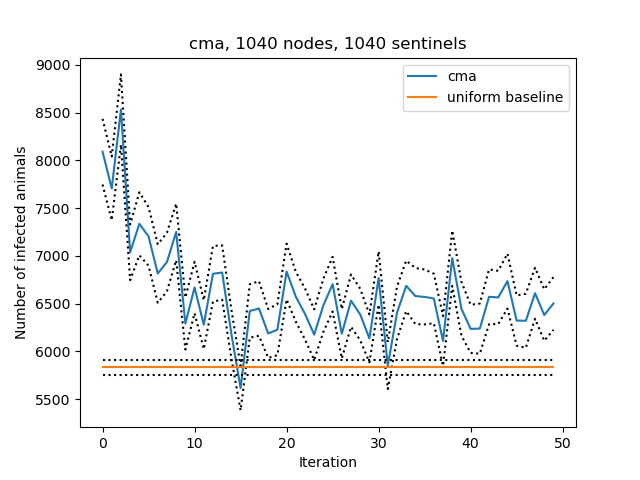 cma, 1040 nodes, 1040 sentinels
cma
uniform baseline
Number of infected animals
9000
8500
8000
7500
7000
6500
6000
5500
0 10 20 30 40 50
Iteration